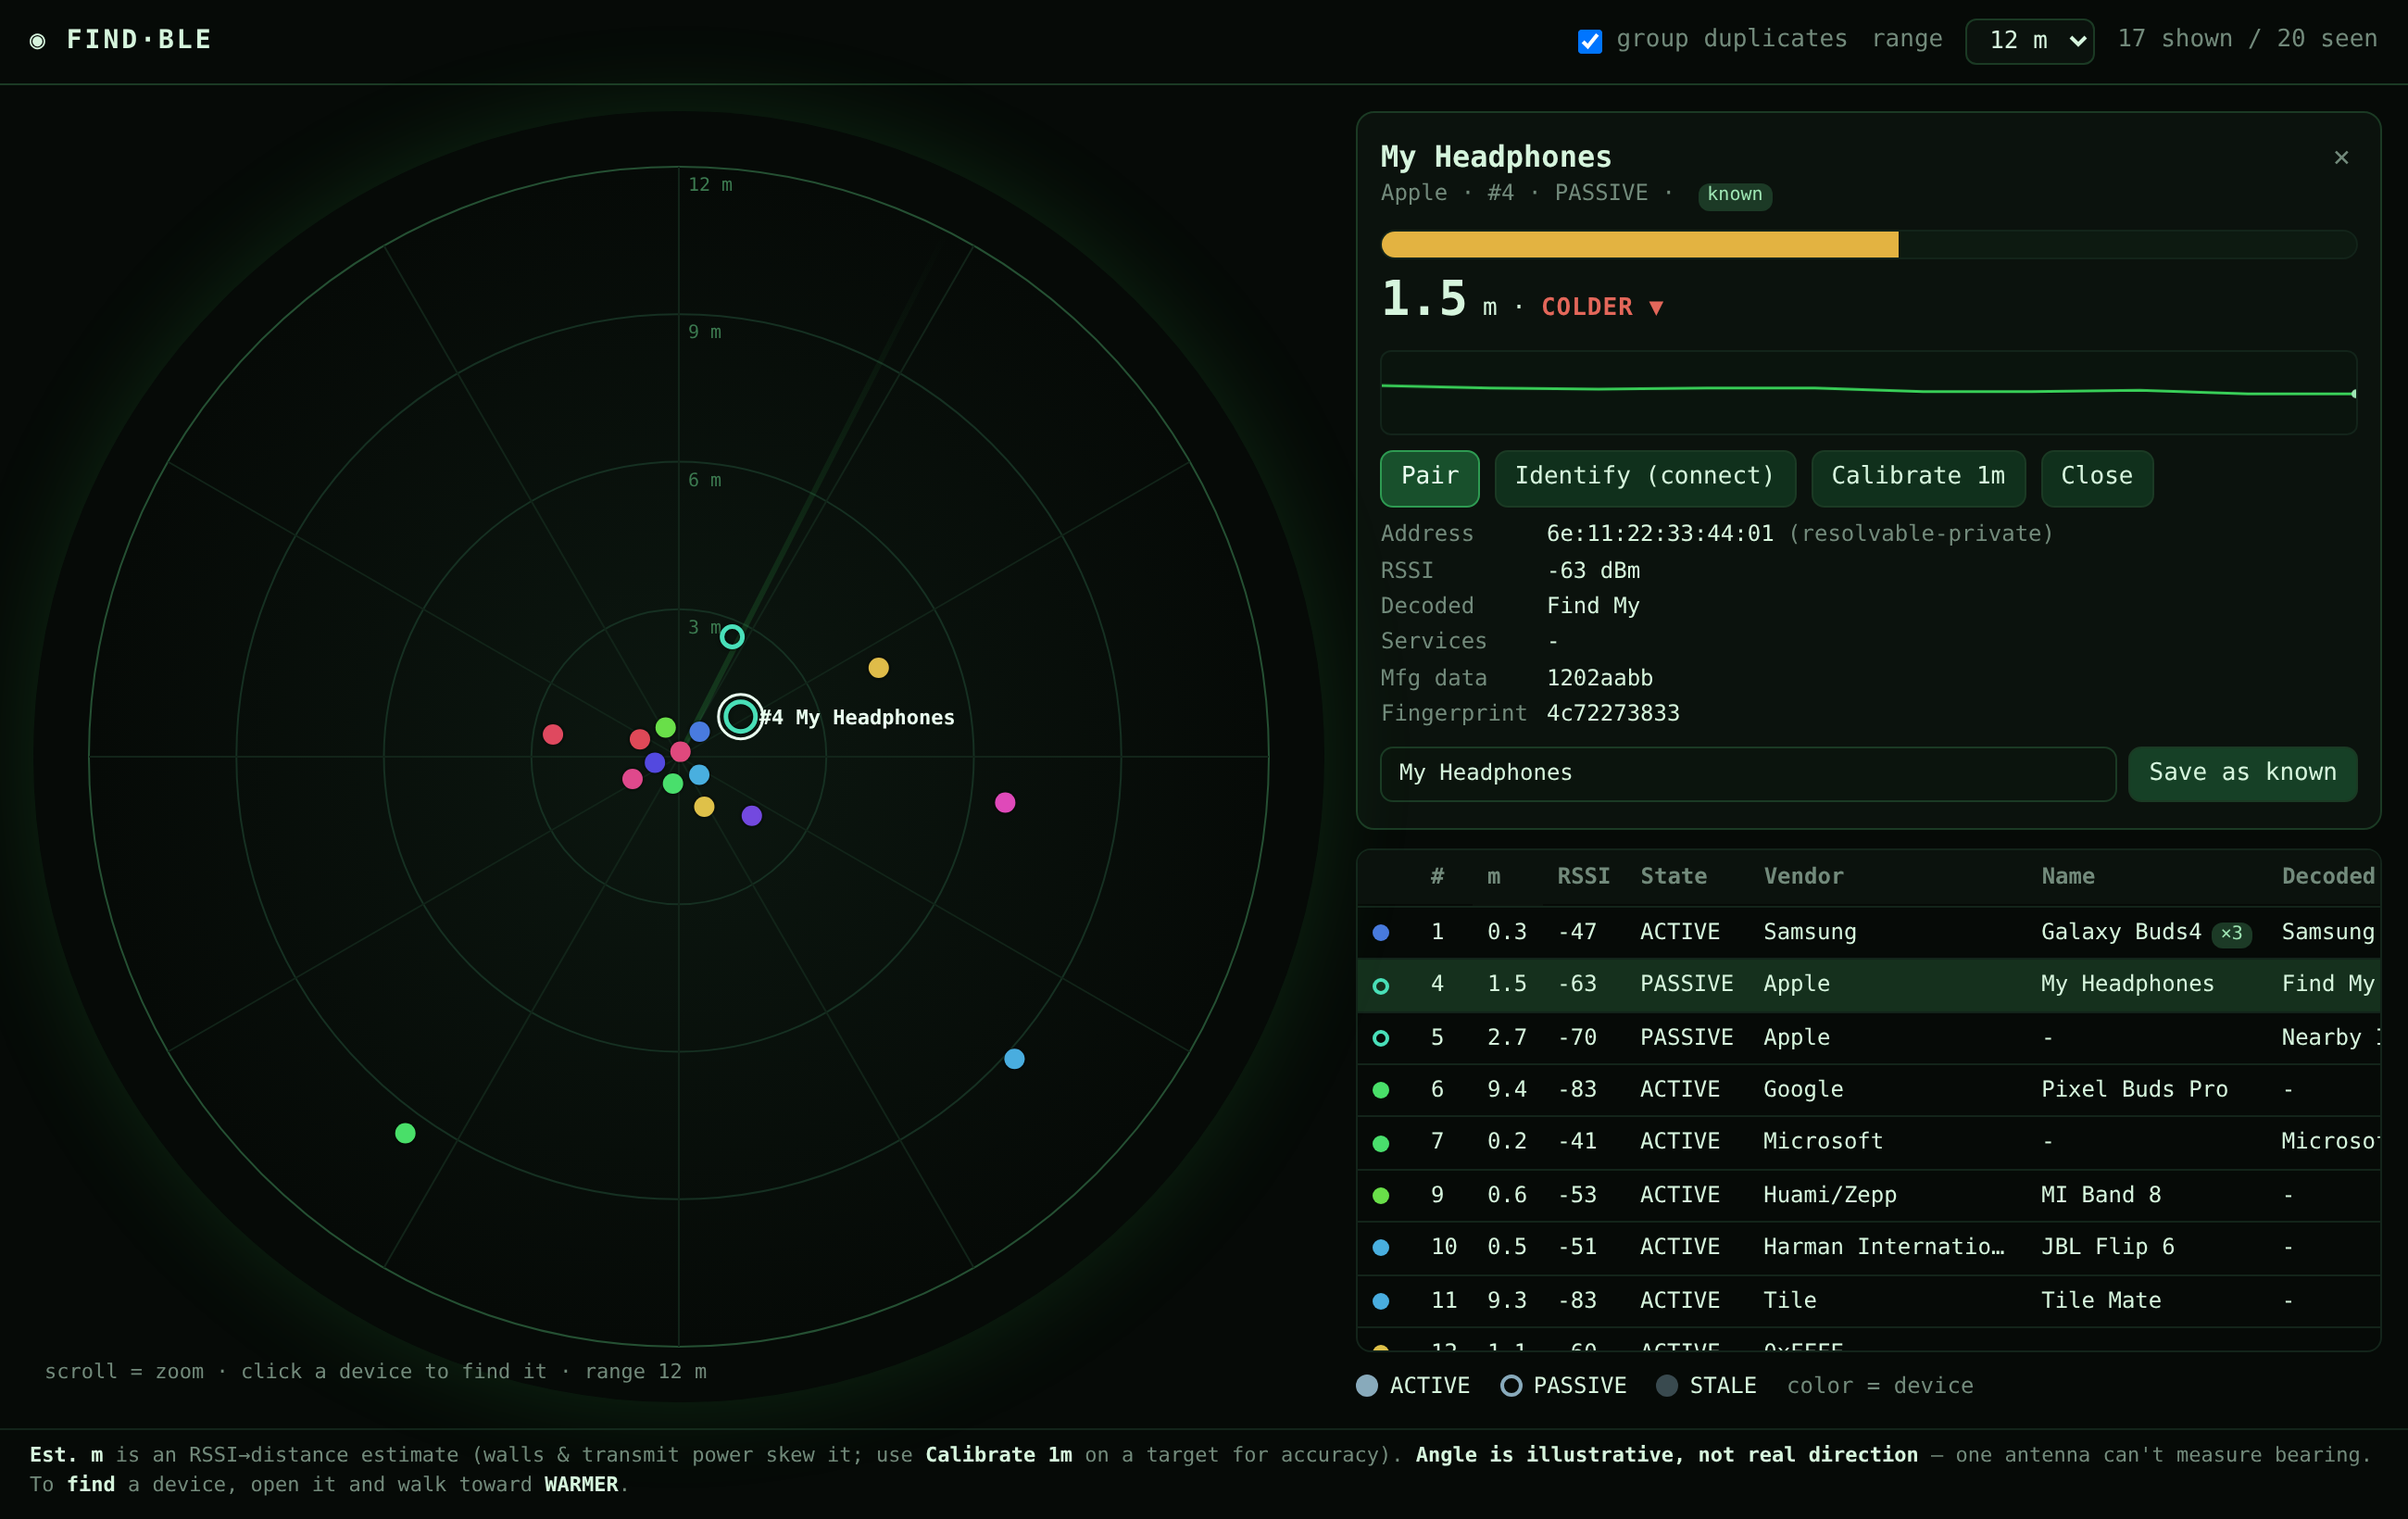 ◉ FIND·BLE
group duplicates range 12 m 17 shown / 20 seen
12 m
9 m
6 m
3 m
#4 My Headphones
scroll = zoom · click a device to find it · range 12 m
My Headphones ×
Apple · #4 · PASSIVE · known
1.5 m · COLDER ▼
Pair Identify (connect) Calibrate 1m Close
Address 6e:11:22:33:44:01 (resolvable-private)
RSSI -63 dBm
Decoded Find My
Services -
Mfg data 1202aabb
Fingerprint 4c72273833
My Headphones Save as known
# m RSSI State Vendor Name Decoded
1 0.3 -47 ACTIVE Samsung Galaxy Buds4 ×3 Samsung
4 1.5 -63 PASSIVE Apple My Headphones Find My
5 2.7 -70 PASSIVE Apple - Nearby
6 9.4 -83 ACTIVE Google Pixel Buds Pro -
7 0.2 -41 ACTIVE Microsoft - Microsof
9 0.6 -53 ACTIVE Huami/Zepp MI Band 8 -
10 0.5 -51 ACTIVE Harman Internatio… JBL Flip 6 -
11 9.3 -83 ACTIVE Tile Tile Mate -
12 1.1 -60 ACTIVE 0xFFFF
ACTIVE PASSIVE STALE color = device
Est. m is an RSSI→distance estimate (walls & transmit power skew it; use Calibrate 1m on a target for accuracy). Angle is illustrative, not real direction — one antenna can't measure bearing.
To find a device, open it and walk toward WARMER.